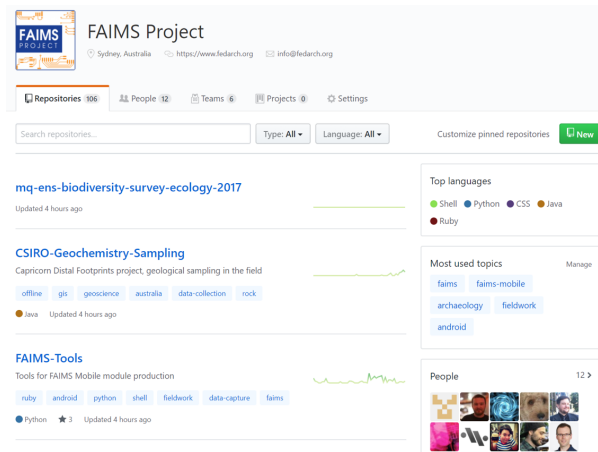 FAIMS
PROJECT
FAIMS Project
Sydney, Australia https://www.fedarch.org info@fedarch.org
Repositories 106 People 12 Teams 6 Projects 0 Settings
Search repositories... Type: All Language: All Customize pinned repositories New
mq-ens-biodiversity-survey-ecology-2017
Updated 4 hours ago
CSIRO-Geochemistry-Sampling
Capricorn Distal Footprints project, geological sampling in the field
offline gis geoscience australia data-collection rock
Java Updated 4 hours ago
FAIMS-Tools
Tools for FAIMS Mobile module production
ruby android python shell fieldwork data-capture faims
Python 3 Updated 4 hours ago
Top languages
Shell Python CSS Java
Ruby
Most used topics Manage
faims faims-mobile
archaeology fieldwork
android
People 12